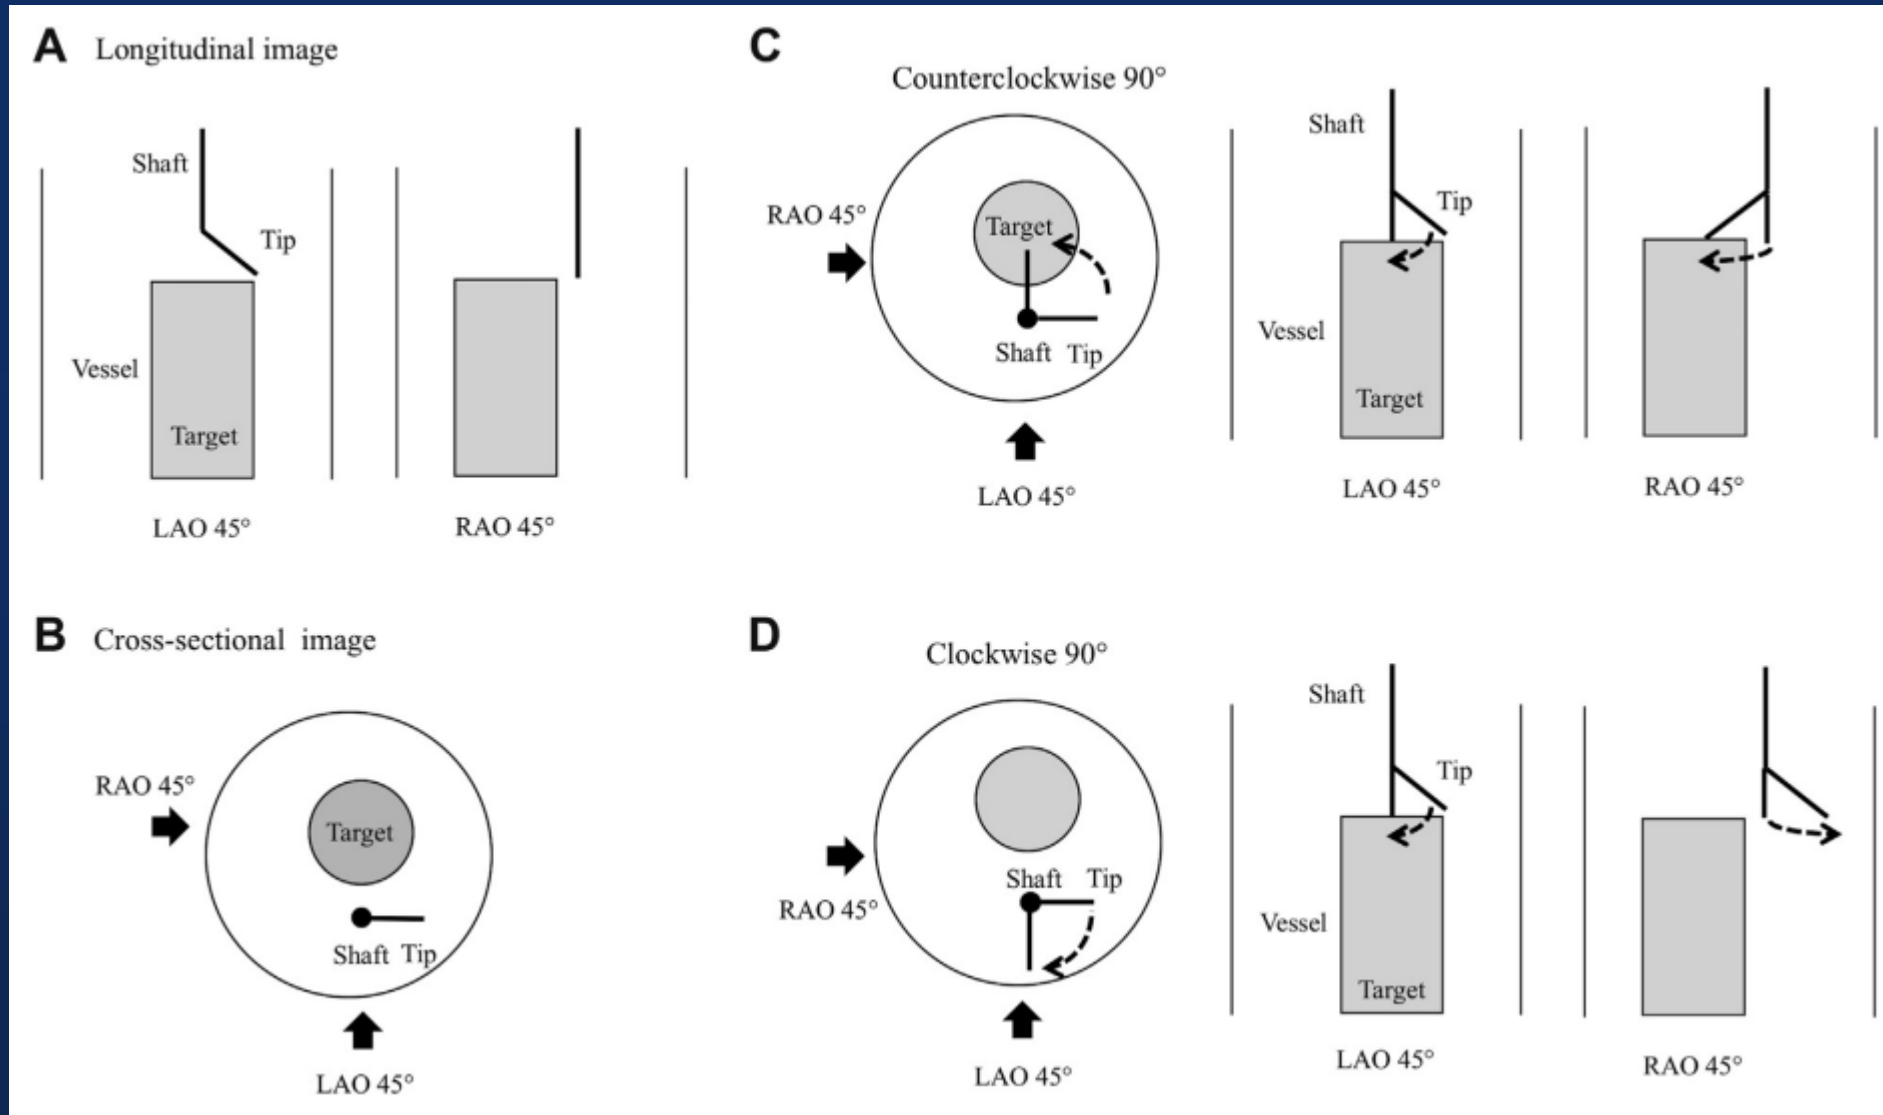 A Longitudinal image
Shaft
Tip
Vessel
Target
LAO 45°
RAO 45°
B Cross-sectional image
RAO 45°
Target
Shaft Tip
LAO 45°
C
Counterclockwise 90°
RAO 45°
Target
Shaft Tip
LAO 45°
Shaft
Tip
Vessel
Target
LAO 45°
RAO 45°
D
Clockwise 90°
Shaft Tip
RAO 45°
LAO 45°
Shaft
Tip
Vessel
Target
LAO 45°
RAO 45°